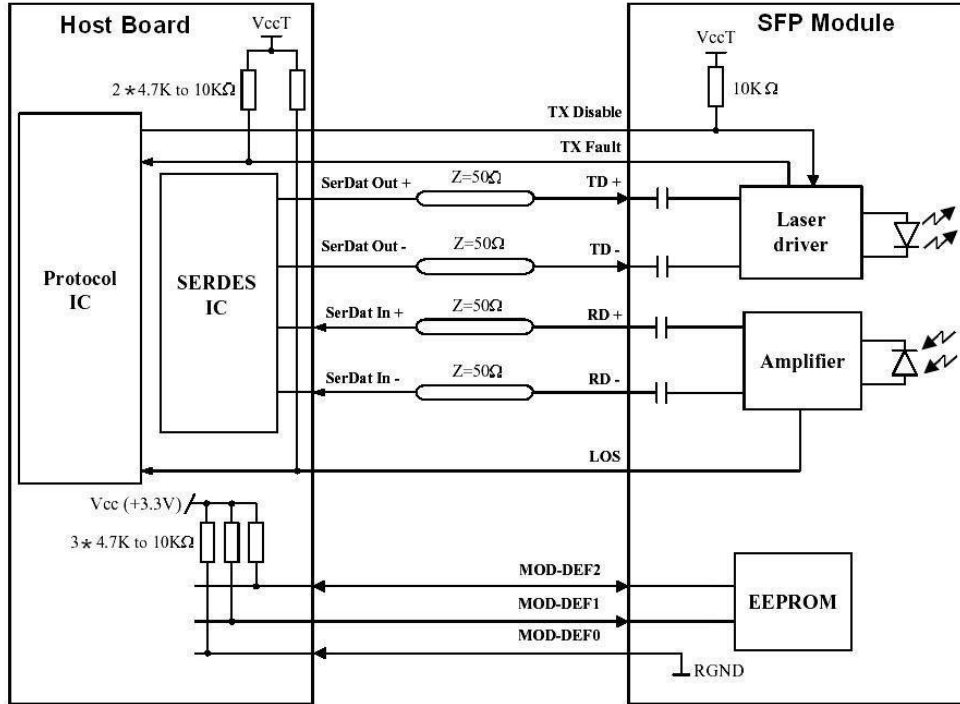 Host Board
SFP Module
VccT
VccT
2*4.7K to 10KΩ
10KΩ
TX Disable
TX Fault
SerDat Out +
Z=50Ω
TD +
SerDat Out -
Z=50Ω
TD -
Laser
driver
Protocol
IC
SERDES
IC
SerDat In +
Z=50Ω
RD +
SerDat In -
Z=50Ω
RD -
Amplifier
LOS
Vcc (+3.3V)
3*4.7K to 10KΩ
MOD-DEF2
MOD-DEF1
MOD-DEF0
EEPROM
RGND